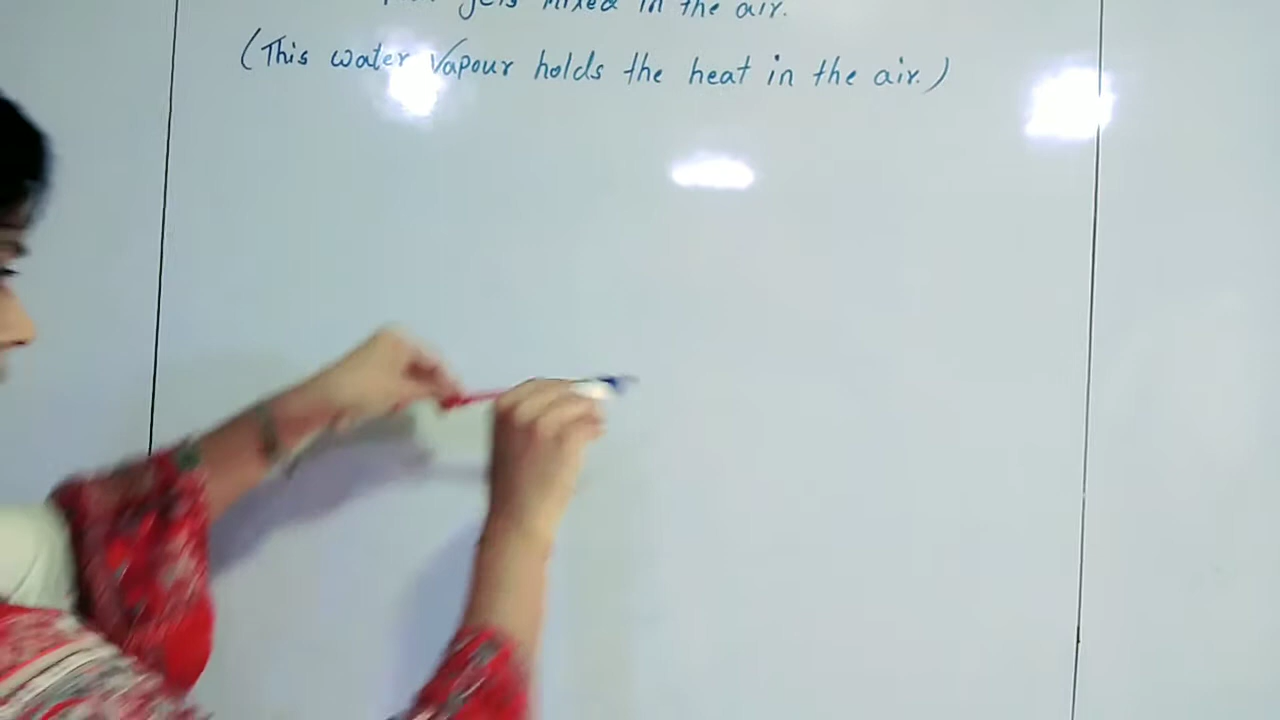 gets mixed in the air.
(This water vapour holds the heat in the air.)